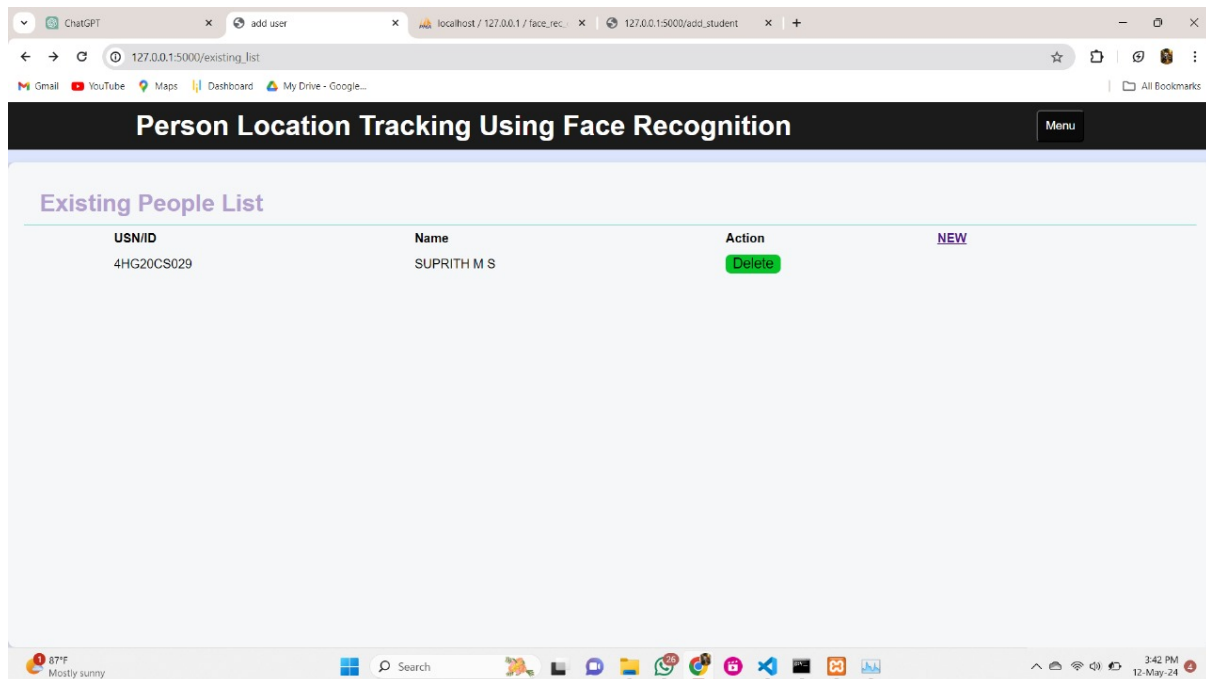 ChatGPT add user localhost / 127.0.0.1 / face_rec_ 127.0.0.1:5000/add_student
127.0.0.1:5000/existing_list
Gmail YouTube Maps Dashboard My Drive - Google... All Bookmarks
Person Location Tracking Using Face Recognition Menu
Existing People List
USN/ID Name Action NEW
4HG20CS029 SUPRITH M S Delete
1 87°F Search 26 3:42 PM
Mostly sunny 12-May-24 4